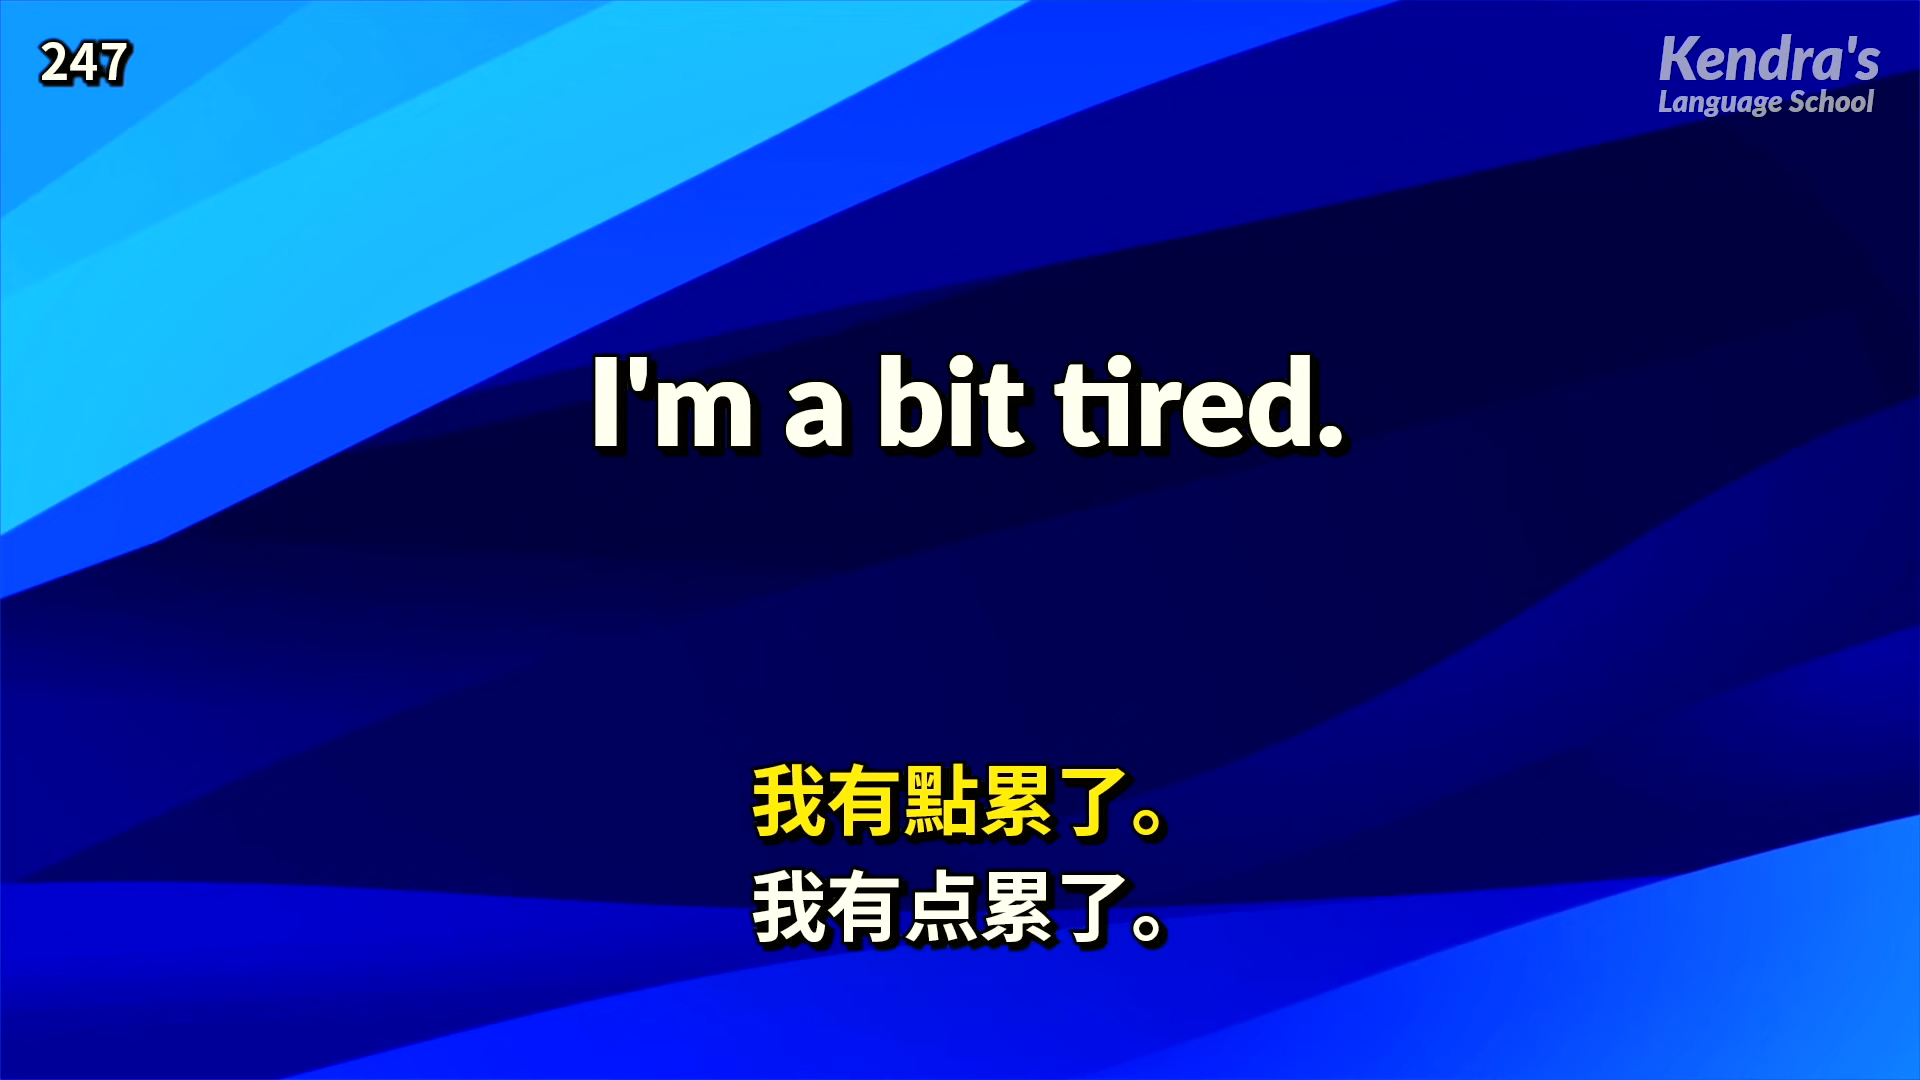 247
Kendra's
Language School
I'm a bit tired.
我有點累了。
我有点累了。